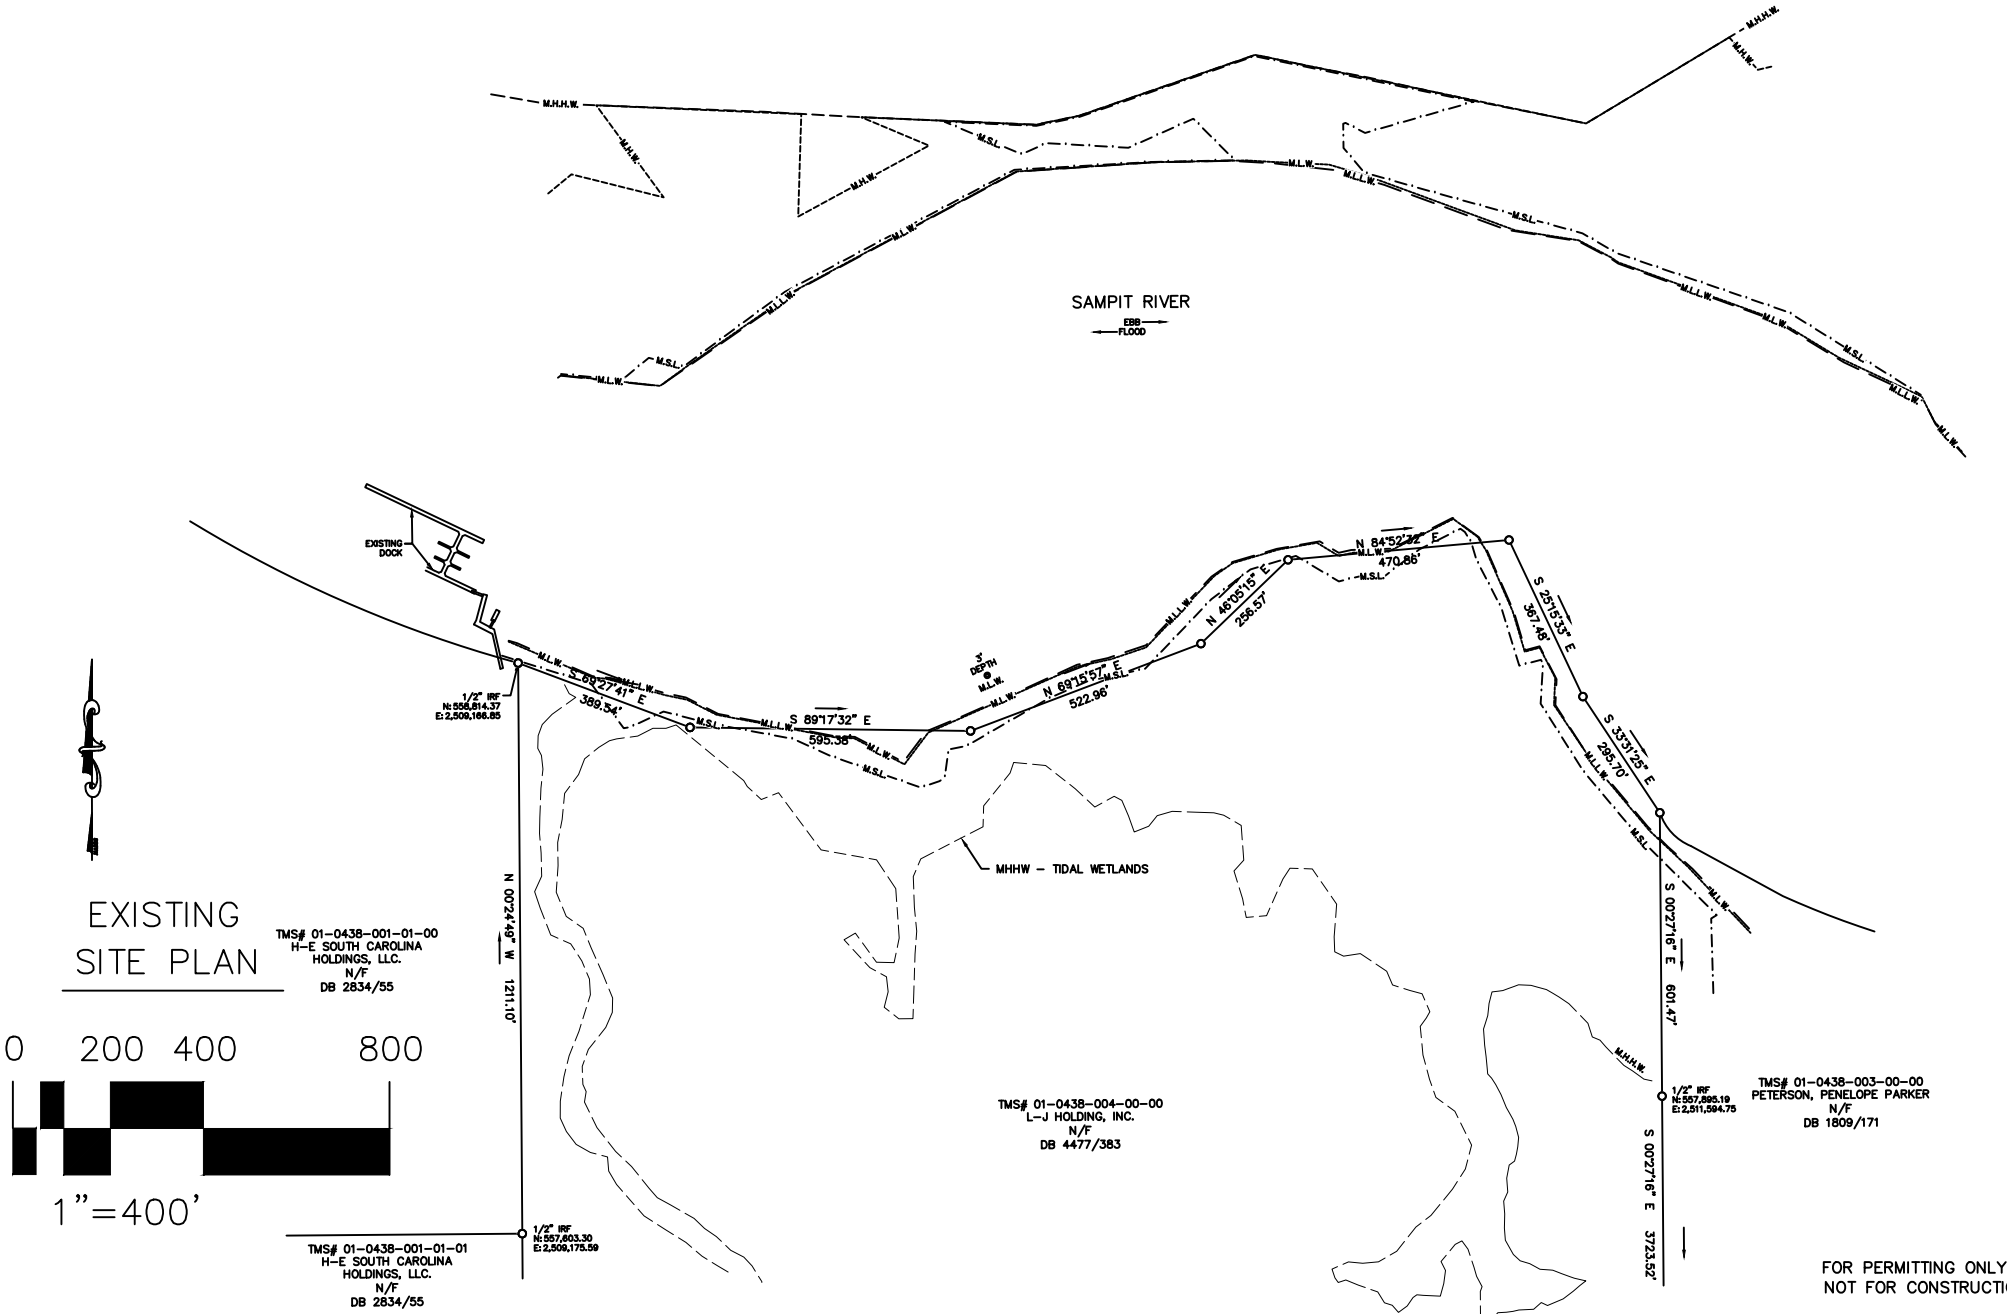 M.H.H.W.
M.H.W.
M.H.H.W.
M.H.W.
M.H.W.
M.S.L.
M.L.W.
M.L.L.W.
M.S.L.
M.L.W.
M.L.L.W.
M.L.L.W.
M.L.W.
M.S.L.
M.L.L.W.
M.L.W.
M.S.L.
M.L.W.
SAMPIT RIVER
EBB
FLOOD
EXISTING
DOCK
1/2" IRF
N: 558,814.37
E: 2,509,166.85
M.L.W.
M.L.L.W.
S 69°27'41" E
389.54'
M.S.L.
M.L.L.W.
S 89°17'32" E
595.38'
M.L.W.
M.S.L.
3'
DEPTH
M.L.W.
M.L.W.
N 69°15'57" E
M.S.L.
522.96'
M.L.L.W.
N 46°05'15" E
256.57'
N 84°52'32" E
M.L.W.
470.86'
M.S.L.
S 25°15'33" E
367.48'
S 33°31'25" E
295.70'
M.L.L.W.
M.S.L.
M.L.W.
MHHW - TIDAL WETLANDS
N 00°24'49" W 1211.10'
S 00°27'16" E 601.47'
EXISTING
SITE PLAN
TMS# 01-0438-001-01-00
H-E SOUTH CAROLINA
HOLDINGS, LLC.
N/F
DB 2834/55
0 200 400 800
1"=400'
M.H.H.W.
1/2" IRF
N: 557,895.19
E: 2,511,594.75
TMS# 01-0438-003-00-00
PETERSON, PENELOPE PARKER
N/F
DB 1809/171
TMS# 01-0438-004-00-00
L-J HOLDING, INC.
N/F
DB 4477/383
S 00°27'16" E 3723.52'
1/2" IRF
N: 557,603.30
E: 2,509,175.59
TMS# 01-0438-001-01-01
H-E SOUTH CAROLINA
HOLDINGS, LLC.
N/F
DB 2834/55
FOR PERMITTING ONLY
NOT FOR CONSTRUCTI